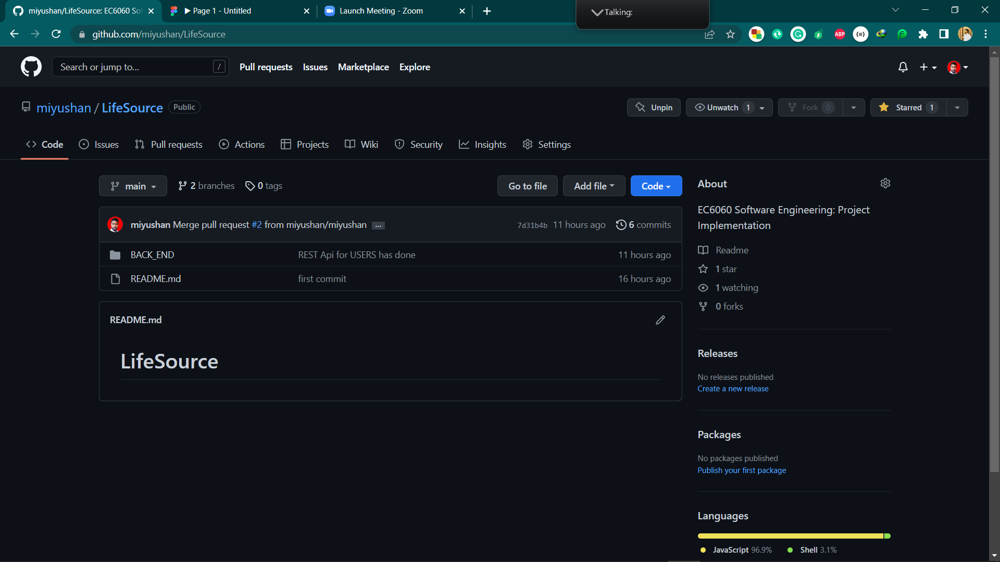 miyushan/LifeSource: EC6060 So
Page 1 - Untitled
Launch Meeting - Zoom
Talking:
github.com/miyushan/LifeSource
ABP
Search or jump to...
/
Pull requests
Issues
Marketplace
Explore
miyushan / LifeSource
Public
Unpin
Unwatch 1
Fork 0
Starred 1
Code
Issues
Pull requests
Actions
Projects
Wiki
Security
Insights
Settings
main
2 branches
0 tags
Go to file
Add file
Code
miyushan Merge pull request #2 from miyushan/miyushan ...
7d31b4b 11 hours ago
6 commits
BACK_END
REST Api for USERS has done
11 hours ago
README.md
first commit
16 hours ago
README.md
LifeSource
About
EC6060 Software Engineering: Project
Implementation
Readme
1 star
1 watching
0 forks
Releases
No releases published
Create a new release
Packages
No packages published
Publish your first package
Languages
JavaScript 96.9%
Shell 3.1%